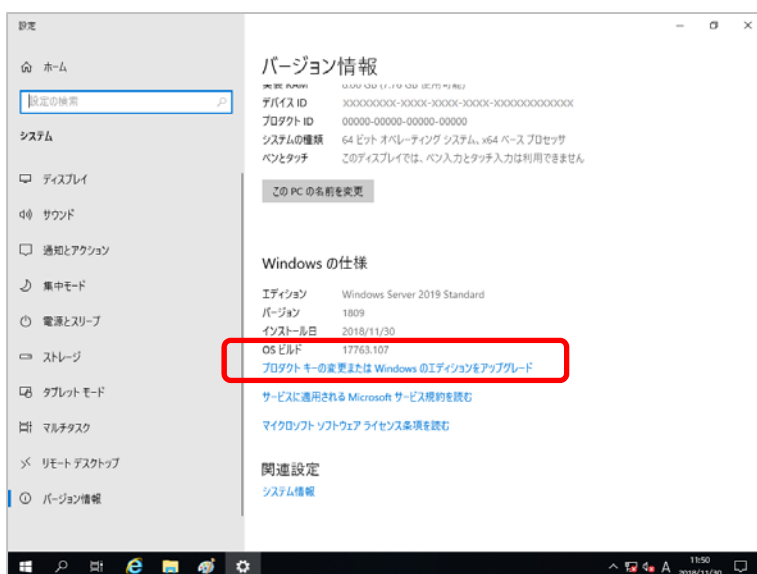 設定
ホーム
設定の検索
システム
ディスプレイ
サウンド
通知とアクション
集中モード
電源とスリープ
ストレージ
タブレット モード
マルチタスク
リモート デスクトップ
バージョン情報
バージョン情報
実装 RAM
デバイス ID XXXXXXXX-XXXX-XXXX-XXXX-XXXXXXXXXXXX
プロダクト ID 00000-00000-00000-00000
システムの種類 64 ビット オペレーティング システム、x64 ベース プロセッサ
ペンとタッチ このディスプレイでは、ペン入力とタッチ入力は利用できません
この PC の名前を変更
Windows の仕様
エディション Windows Server 2019 Standard
バージョン 1809
インストール日 2018/11/30
OS ビルド 17763.107
プロダクト キーの変更または Windows のエディションをアップグレード
サービスに適用される Microsoft サービス規約を読む
マイクロソフト ソフトウェア ライセンス条項を読む
関連設定
システム情報
A
11:50
2018/11/30